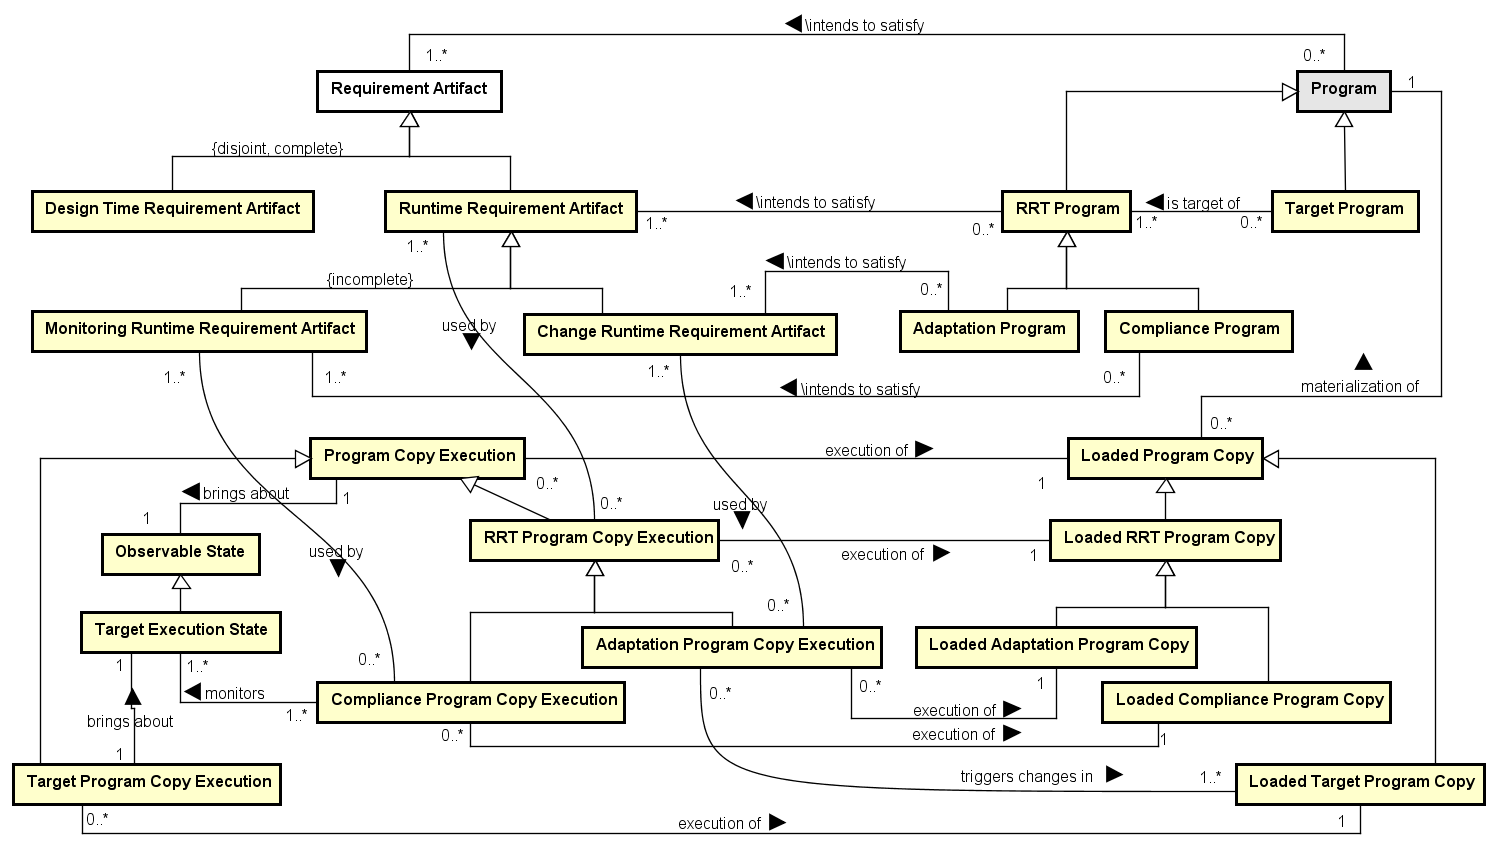 ◀ \intends to satisfy
1..*
0..*
Requirement Artifact
Program
1
{disjoint, complete}
Design Time Requirement Artifact
Runtime Requirement Artifact
◀ \intends to satisfy
RRT Program
◀ is target of
Target Program
1..*
1..*
0..*
1..*
0..*
{incomplete}
◀ \intends to satisfy
1..*
0..*
Monitoring Runtime Requirement Artifact
used by
▼
Change Runtime Requirement Artifact
Adaptation Program
Compliance Program
1..*
1..*
1..*
0..*
◀ \intends to satisfy
▲
materialization of
0..*
Program Copy Execution
execution of ▶
Loaded Program Copy
◀ brings about
1
0..*
1
1
0..*
used by
▼
Observable State
used by
▼
RRT Program Copy Execution
execution of ▶
1
Loaded RRT Program Copy
0..*
0..*
Target Execution State
Adaptation Program Copy Execution
Loaded Adaptation Program Copy
1
1..*
0..*
◀ monitors
1..*
Compliance Program Copy Execution
0..*
0..*
1
Loaded Compliance Program Copy
▲
brings about
execution of ▶
0..*
execution of ▶
1
1
Target Program Copy Execution
triggers changes in ▶
1..*
Loaded Target Program Copy
0..*
execution of ▶
1